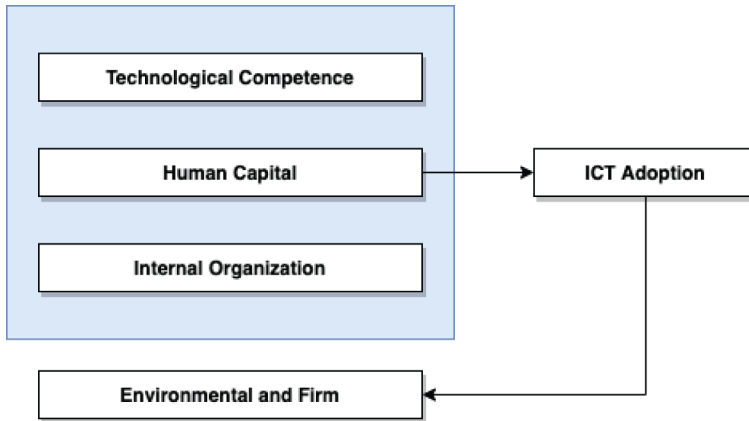 Technological Competence
Human Capital
ICT Adoption
Internal Organization
Environmental and Firm